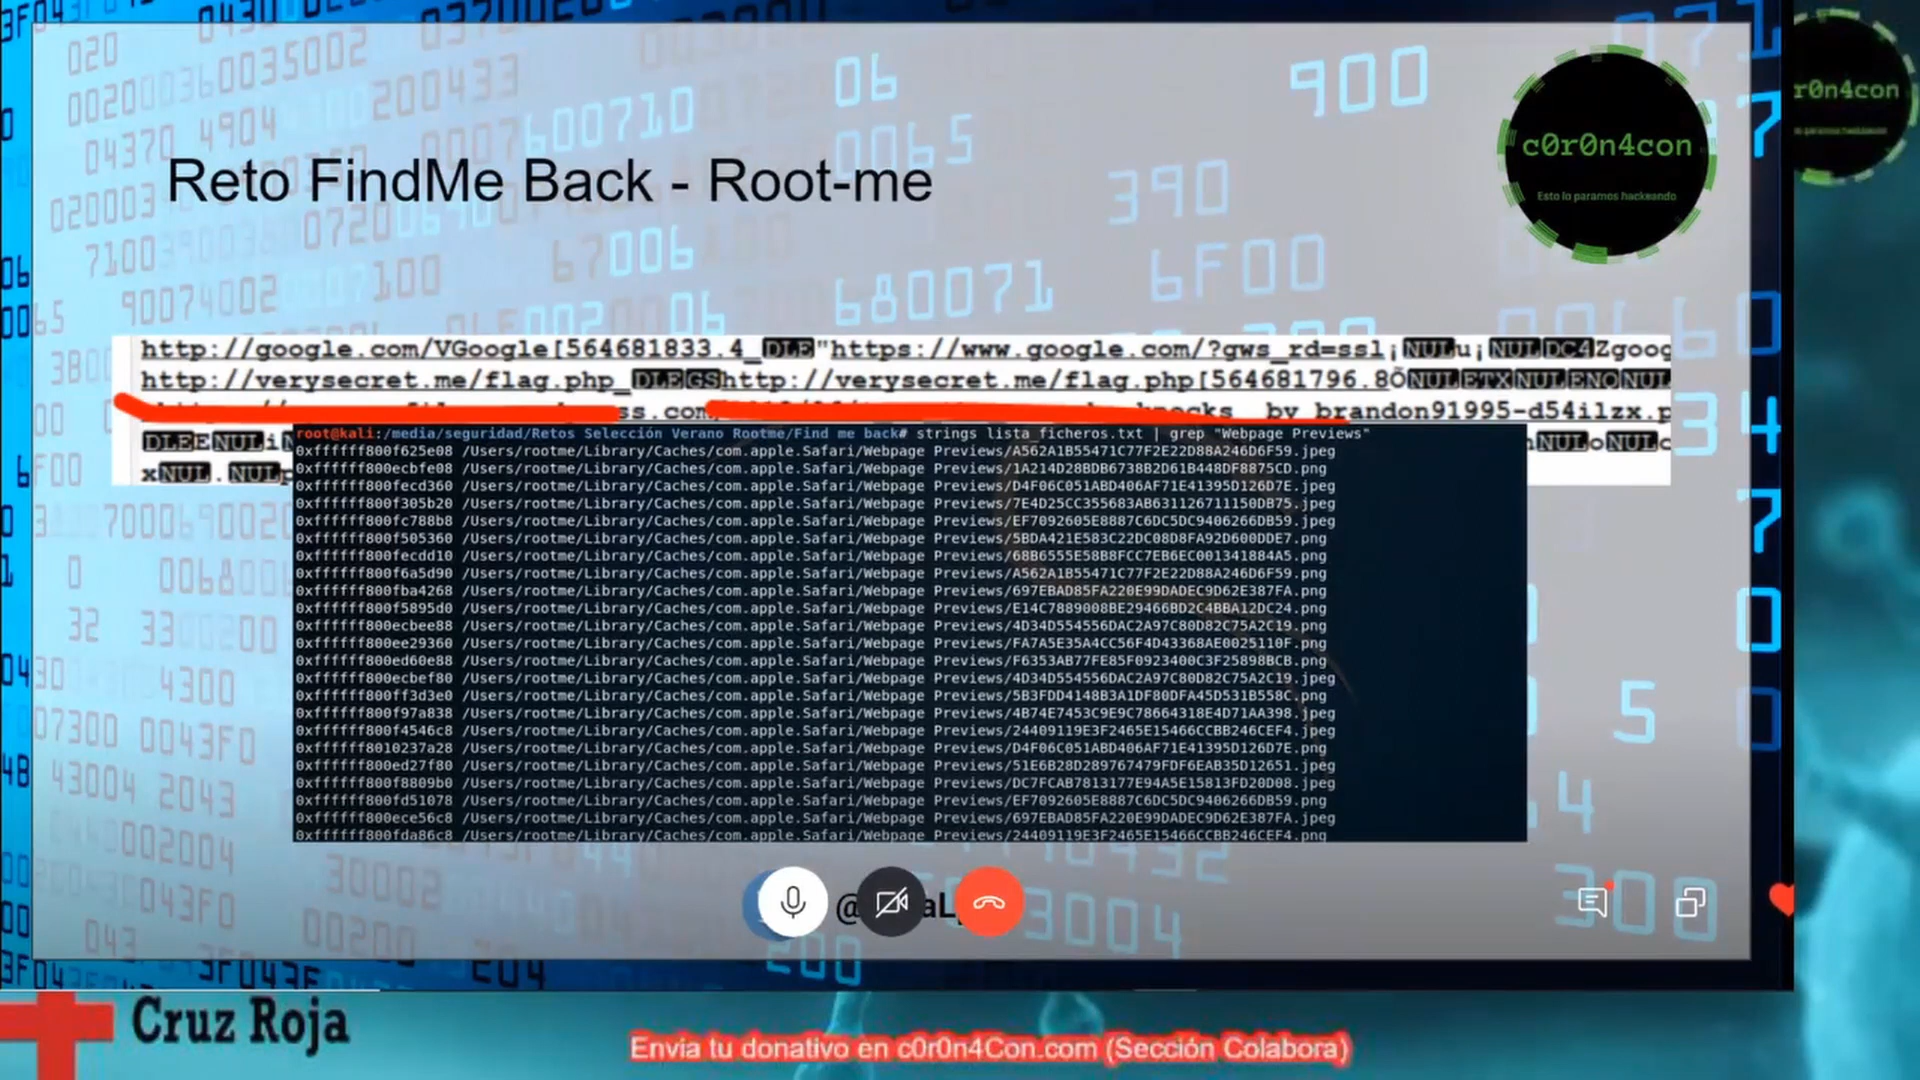 c0r0n4con
Esto lo paramos hackeando
r0n4con
Reto FindMe Back - Root-me
http://google.com/VGoogle[564681833.4_DLE"https://www.google.com/?gws_rd=ssl¡NULu¡NULDC4Zgoog
http://verysecret.me/flag.php_DLEGShttp://verysecret.me/flag.php[564681796.8ÕNULETXNULENQNUL
ss.com by brandon91995-d54ilzx.p
DLEENULi NULoNULc
xNUL.NULp
root@kali:/media/seguridad/Retos Selección Verano Rootme/Find me back# strings lista_ficheros.txt | grep "Webpage Previews"
0xffffff800f625e08 /Users/rootme/Library/Caches/com.apple.Safari/Webpage Previews/A562A1B55471C77F2E22D88A246D6F59.jpeg
0xffffff800ecbfe08 /Users/rootme/Library/Caches/com.apple.Safari/Webpage Previews/1A214D28BDB6738B2D61B448DF8875CD.png
0xffffff800fecd360 /Users/rootme/Library/Caches/com.apple.Safari/Webpage Previews/D4F06C051ABD406AF71E41395D126D7E.jpeg
0xffffff800f305b20 /Users/rootme/Library/Caches/com.apple.Safari/Webpage Previews/7E4D25CC355683AB631126711150DB75.jpeg
0xffffff800fc788b8 /Users/rootme/Library/Caches/com.apple.Safari/Webpage Previews/EF7092605E8887C6DC5DC9406266DB59.jpeg
0xffffff800f505360 /Users/rootme/Library/Caches/com.apple.Safari/Webpage Previews/5BDA421E583C22DC08D8FA92D600DDE7.png
0xffffff800fecdd10 /Users/rootme/Library/Caches/com.apple.Safari/Webpage Previews/68B6555E58B8FCC7EB6EC001341884A5.png
0xffffff800f6a5d90 /Users/rootme/Library/Caches/com.apple.Safari/Webpage Previews/A562A1B55471C77F2E22D88A246D6F59.png
0xffffff800fba4268 /Users/rootme/Library/Caches/com.apple.Safari/Webpage Previews/697EBAD85FA220E99DADEC9D62E387FA.png
0xffffff800f5895d0 /Users/rootme/Library/Caches/com.apple.Safari/Webpage Previews/E14C7889008BE29466BD2C4BBA12DC24.png
0xffffff800ecbee88 /Users/rootme/Library/Caches/com.apple.Safari/Webpage Previews/4D34D554556DAC2A97C80D82C75A2C19.png
0xffffff800ee29360 /Users/rootme/Library/Caches/com.apple.Safari/Webpage Previews/FA7A5E35A4CC56F4D43368AE0025110F.png
0xffffff800ed60e88 /Users/rootme/Library/Caches/com.apple.Safari/Webpage Previews/F6353AB77FE85F0923400C3F25898BCB.png
0xffffff800ecbef80 /Users/rootme/Library/Caches/com.apple.Safari/Webpage Previews/4D34D554556DAC2A97C80D82C75A2C19.jpeg
0xffffff800ff3d3e0 /Users/rootme/Library/Caches/com.apple.Safari/Webpage Previews/5B3FDD4148B3A1DF80DFA45D531B558C.png
0xffffff800f97a838 /Users/rootme/Library/Caches/com.apple.Safari/Webpage Previews/4B74E7453C9E9C78664318E4D71AA398.jpeg
0xffffff800f4546c8 /Users/rootme/Library/Caches/com.apple.Safari/Webpage Previews/24409119E3F2465E15466CCBB246CEF4.jpeg
0xffffff8010237a28 /Users/rootme/Library/Caches/com.apple.Safari/Webpage Previews/D4F06C051ABD406AF71E41395D126D7E.png
0xffffff800ed27f80 /Users/rootme/Library/Caches/com.apple.Safari/Webpage Previews/51E6B28D289767479FDF6EAB35D12651.jpeg
0xffffff800f8809b0 /Users/rootme/Library/Caches/com.apple.Safari/Webpage Previews/DC7FCAB7813177E94A5E15813FD20D08.jpeg
0xffffff800fd51078 /Users/rootme/Library/Caches/com.apple.Safari/Webpage Previews/EF7092605E8887C6DC5DC9406266DB59.png
0xffffff800ece56c8 /Users/rootme/Library/Caches/com.apple.Safari/Webpage Previews/697EBAD85FA220E99DADEC9D62E387FA.jpeg
0xffffff800fda86c8 /Users/rootme/Library/Caches/com.apple.Safari/Webpage Previews/24409119E3F2465E15466CCBB246CEF4.png
Cruz Roja
Envia tu donativo en c0r0n4Con.com (Sección Colabora)